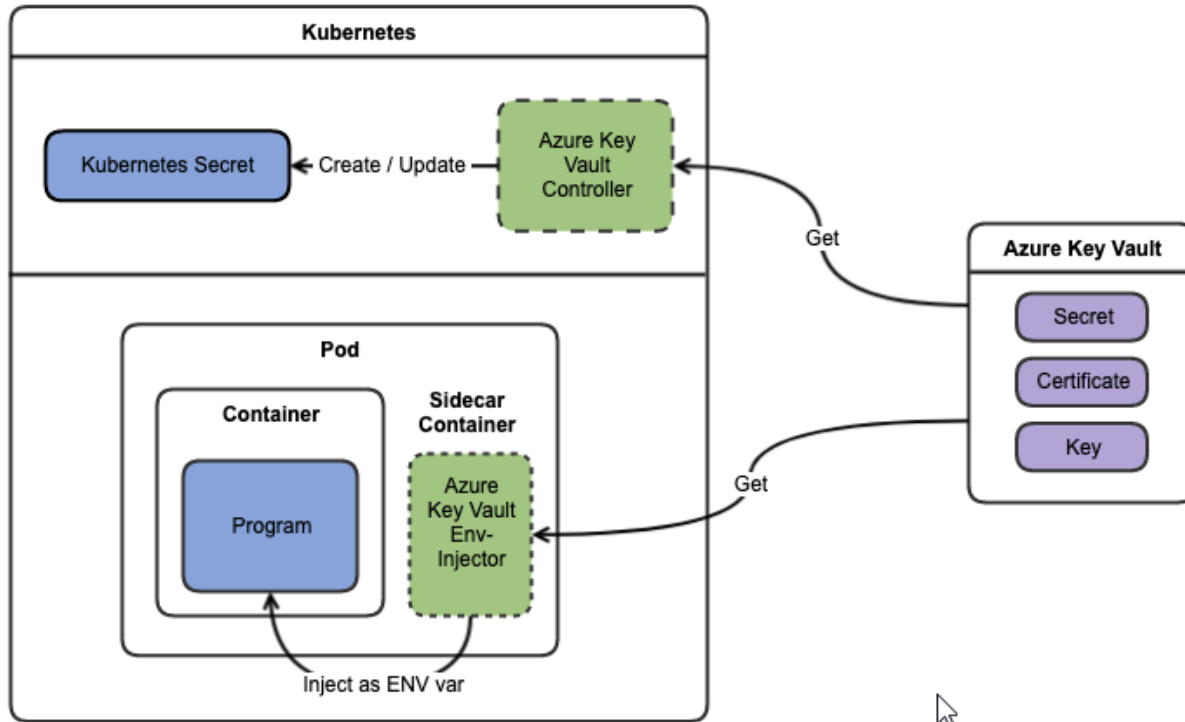 Kubernetes
Kubernetes Secret
Create / Update
Azure Key
Vault
Controller
Get
Azure Key Vault
Secret
Certificate
Key
Pod
Container
Program
Sidecar
Container
Azure
Key Vault
Env-
Injector
Get
Inject as ENV var